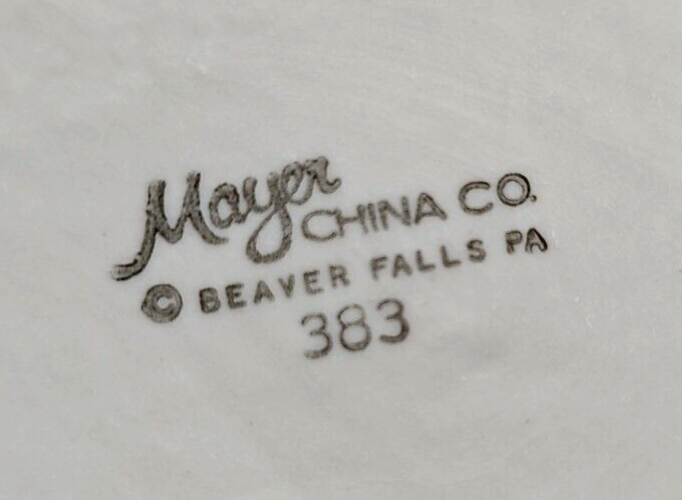 Mayer CHINA CO.
© BEAVER FALLS PA
383